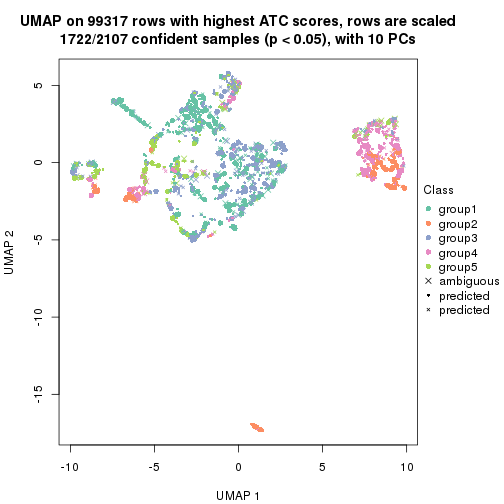 UMAP on 99317 rows with highest ATC scores, rows are scaled
1722/2107 confident samples (p < 0.05), with 10 PCs
5
0
-5
-10
-15
UMAP 2
-10
-5
0
5
10
UMAP 1
Class
group1
group2
group3
group4
group5
ambiguous
predicted
predicted